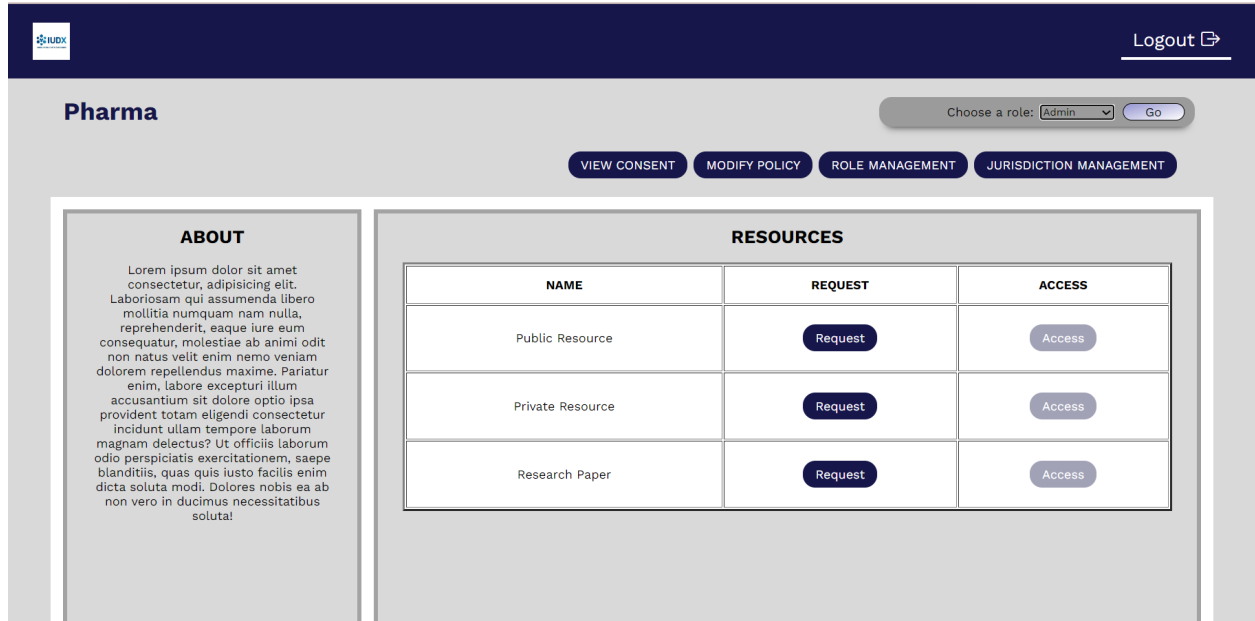 IUDX
Logout
Pharma
Choose a role: Admin Go
VIEW CONSENT MODIFY POLICY ROLE MANAGEMENT JURISDICTION MANAGEMENT
ABOUT
Lorem ipsum dolor sit amet
consectetur, adipisicing elit.
Laboriosam qui assumenda libero
mollitia numquam nam nulla,
reprehenderit, eaque iure eum
consequatur, molestiae ab animi odit
non natus velit enim nemo veniam
dolorem repellendus maxime. Pariatur
enim, labore excepturi illum
accusantium sit dolore optio ipsa
provident totam eligendi consectetur
incidunt ullam tempore laborum
magnam delectus? Ut officiis laborum
odio perspiciatis exercitationem, saepe
blanditiis, quas quis iusto facilis enim
dicta soluta modi. Dolores nobis ea ab
non vero in ducimus necessitatibus
soluta!
RESOURCES
NAME REQUEST ACCESS
Public Resource Request Access
Private Resource Request Access
Research Paper Request Access